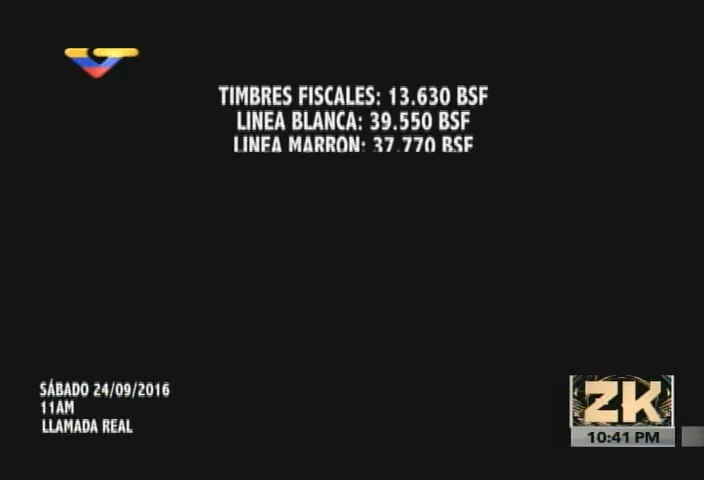 TIMBRES FISCALES: 13.630 BSF
LINEA BLANCA: 39.550 BSF
LINEA MARRON: 37.770 BSF
SÁBADO 24/09/2016
11AM
LLAMADA REAL
ZK
10:41 PM